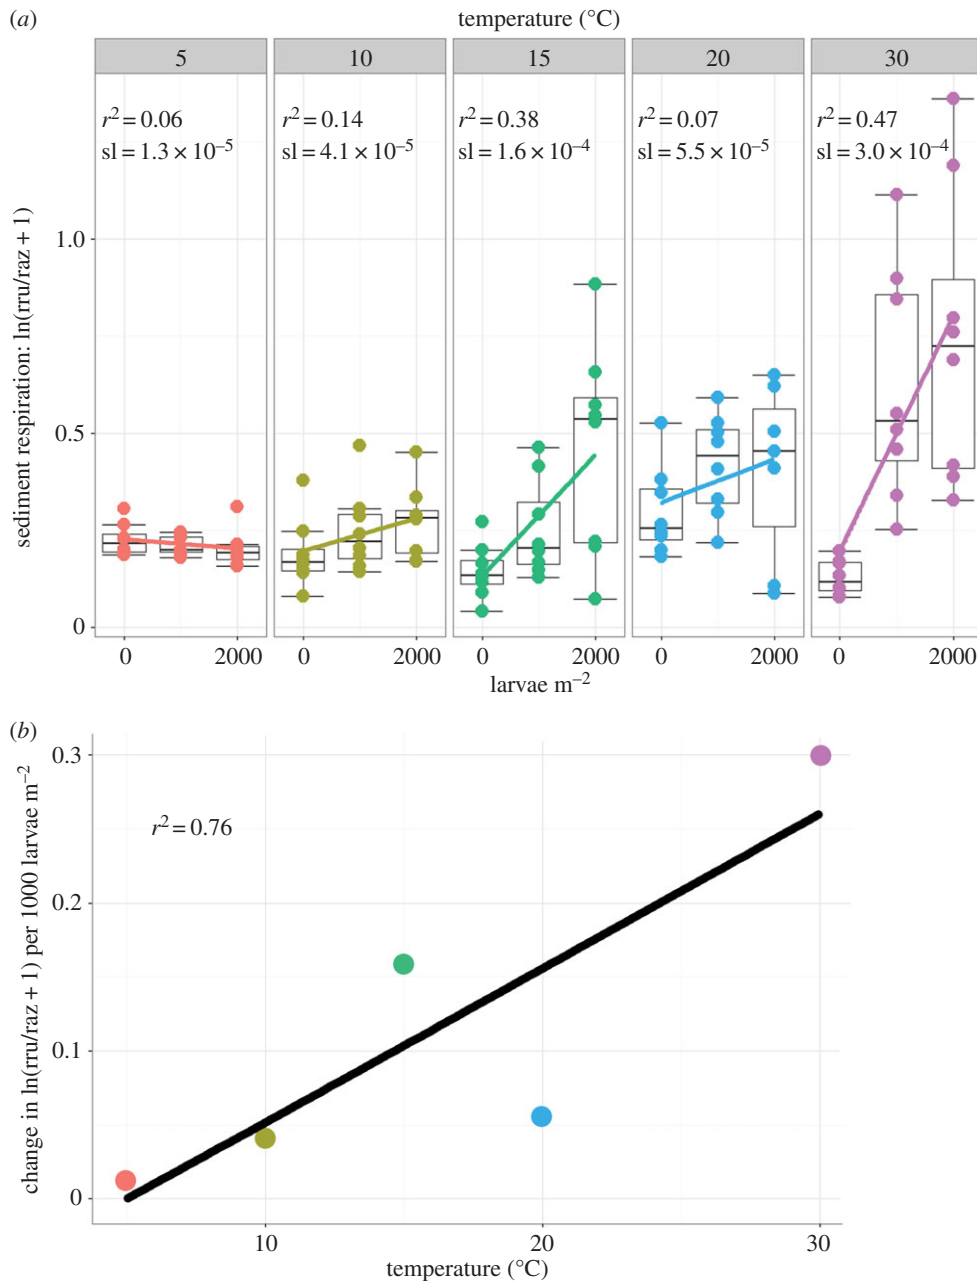 (a)
temperature (°C)
5 10 15 20 30
r² = 0.06
sl = 1.3 × 10⁻⁵
r² = 0.14
sl = 4.1 × 10⁻⁵
r² = 0.38
sl = 1.6 × 10⁻⁴
r² = 0.07
sl = 5.5 × 10⁻⁵
r² = 0.47
sl = 3.0 × 10⁻⁴
sediment respiration: ln(rru/raz + 1)
1.0
0.5
0
0 2000 0 2000 0 2000 0 2000 0 2000
larvae m⁻²
(b)
change in ln(rru/raz + 1) per 1000 larvae m⁻²
0.3
r² = 0.76
0.2
0.1
0
10 20 30
temperature (°C)